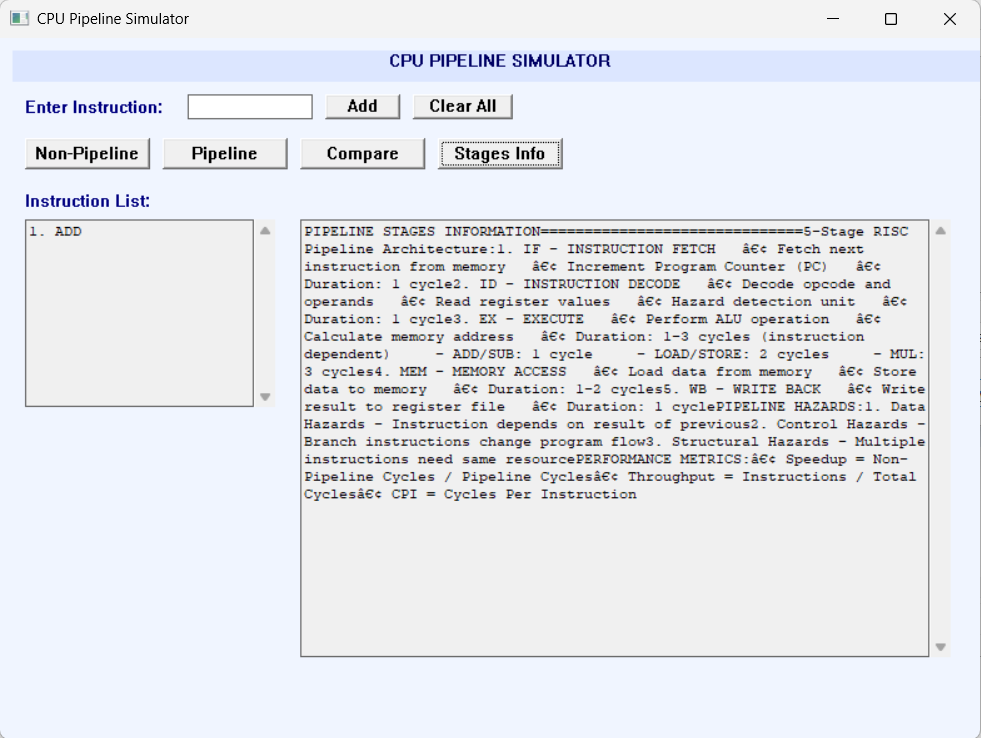 CPU Pipeline Simulator
CPU PIPELINE SIMULATOR
Enter Instruction:
Add
Clear All
Non-Pipeline
Pipeline
Compare
Stages Info
Instruction List:
1. ADD
PIPELINE STAGES INFORMATION==============================5-Stage RISC
Pipeline Architecture:1. IF - INSTRUCTION FETCH   â€¢ Fetch next
instruction from memory   â€¢ Increment Program Counter (PC)   â€¢
Duration: 1 cycle2. ID - INSTRUCTION DECODE   â€¢ Decode opcode and
operands   â€¢ Read register values   â€¢ Hazard detection unit   â€¢
Duration: 1 cycle3. EX - EXECUTE   â€¢ Perform ALU operation   â€¢
Calculate memory address   â€¢ Duration: 1-3 cycles (instruction
dependent)     - ADD/SUB: 1 cycle     - LOAD/STORE: 2 cycles     - MUL:
3 cycles4. MEM - MEMORY ACCESS   â€¢ Load data from memory   â€¢ Store
data to memory   â€¢ Duration: 1-2 cycles5. WB - WRITE BACK   â€¢ Write
result to register file   â€¢ Duration: 1 cyclePIPELINE HAZARDS:1. Data
Hazards - Instruction depends on result of previous2. Control Hazards -
Branch instructions change program flow3. Structural Hazards - Multiple
instructions need same resourcePERFORMANCE METRICS:â€¢ Speedup = Non-
Pipeline Cycles / Pipeline Cyclesâ€¢ Throughput = Instructions / Total
Cyclesâ€¢ CPI = Cycles Per Instruction